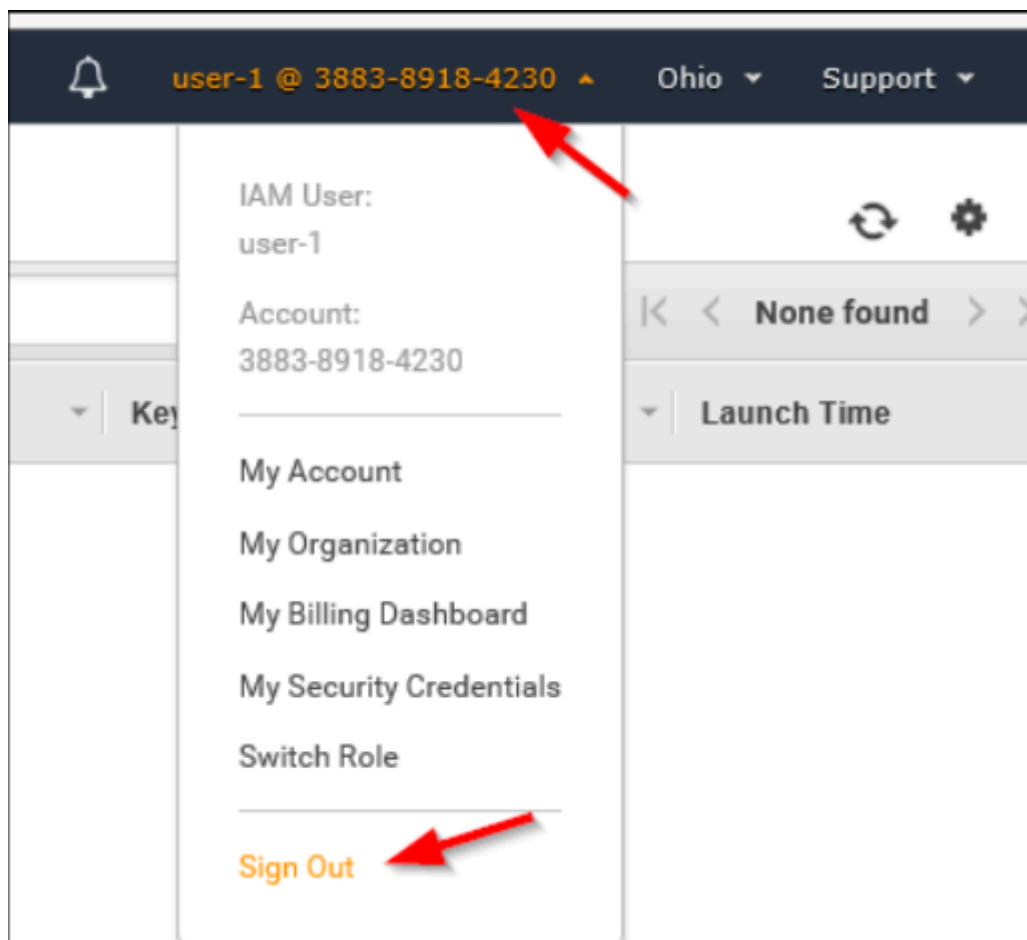 user-1 @ 3883-8918-4230 Ohio Support
IAM User:
user-1
Account:
3883-8918-4230
None found
Launch Time
My Account
My Organization
My Billing Dashboard
My Security Credentials
Switch Role
Sign Out